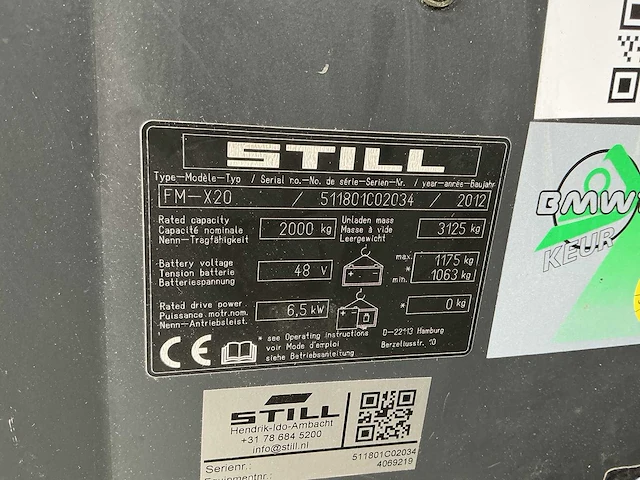 STILL
Type-Modèle-Typ / Serial no.-No. de série-Serien-Nr. / year-année-Baujahr
FM-X20 / 511801C02034 / 2012
Rated capacity
Capacité nominale
Nenn-Tragfähigkeit
2000 kg
Unladen mass
Masse à vide
Leergewicht
3125 kg
Battery voltage
Tension batterie
Batteriespannung
48 V
max. 1175 kg
* min. 1063 kg
Rated drive power
Puissance.motr.nom.
Nenn-Antriebsleist.
6,5 kW
* 0 kg
CE
* see Operating instructions
voir Mode d'emploi
siehe Betriebsanleitung
D-22113 Hamburg
Berzeliusstr. 10
BMWT
KEUR
STILL
Hendrik-Ido-Ambacht
+31 78 684 5200
info@still.nl
511801C02034
4069219
Serienr.:
Equipmentnr.: